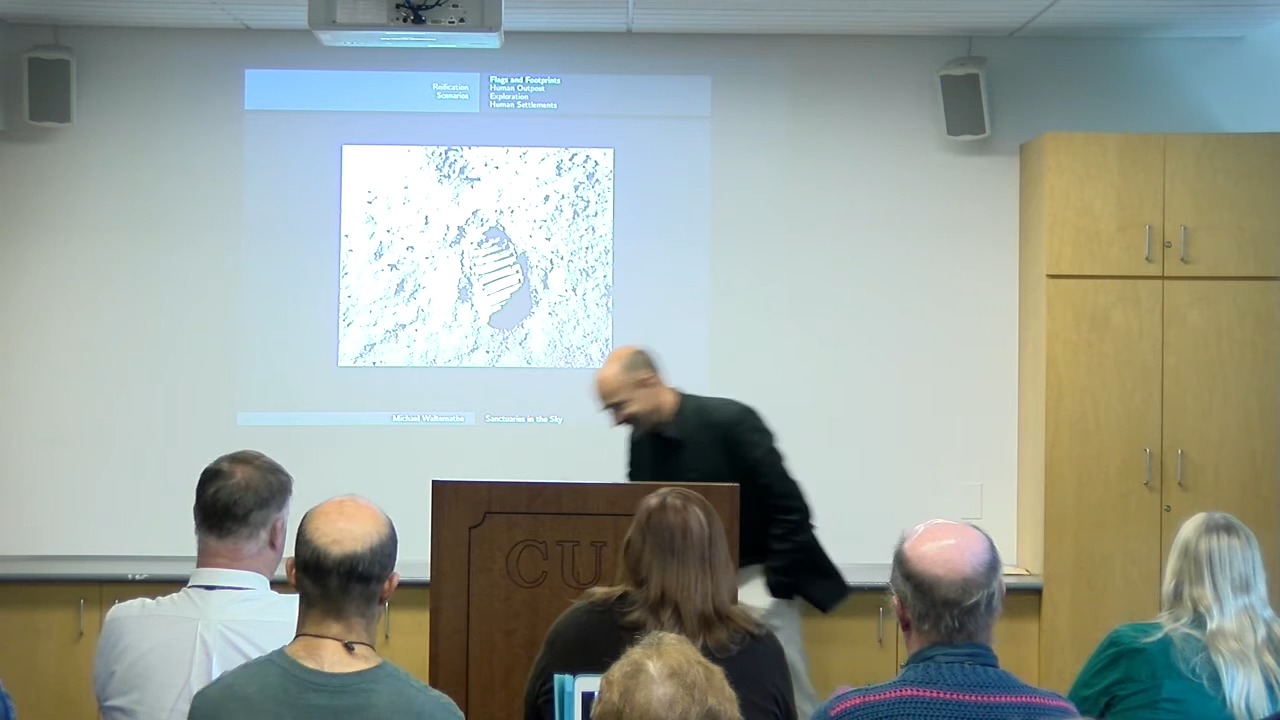 Reification
Scenarios
Flags and Footprints
Human Outpost
Exploration
Human Settlements
Michael Waltemathe
Sanctuaries in the Sky
CU